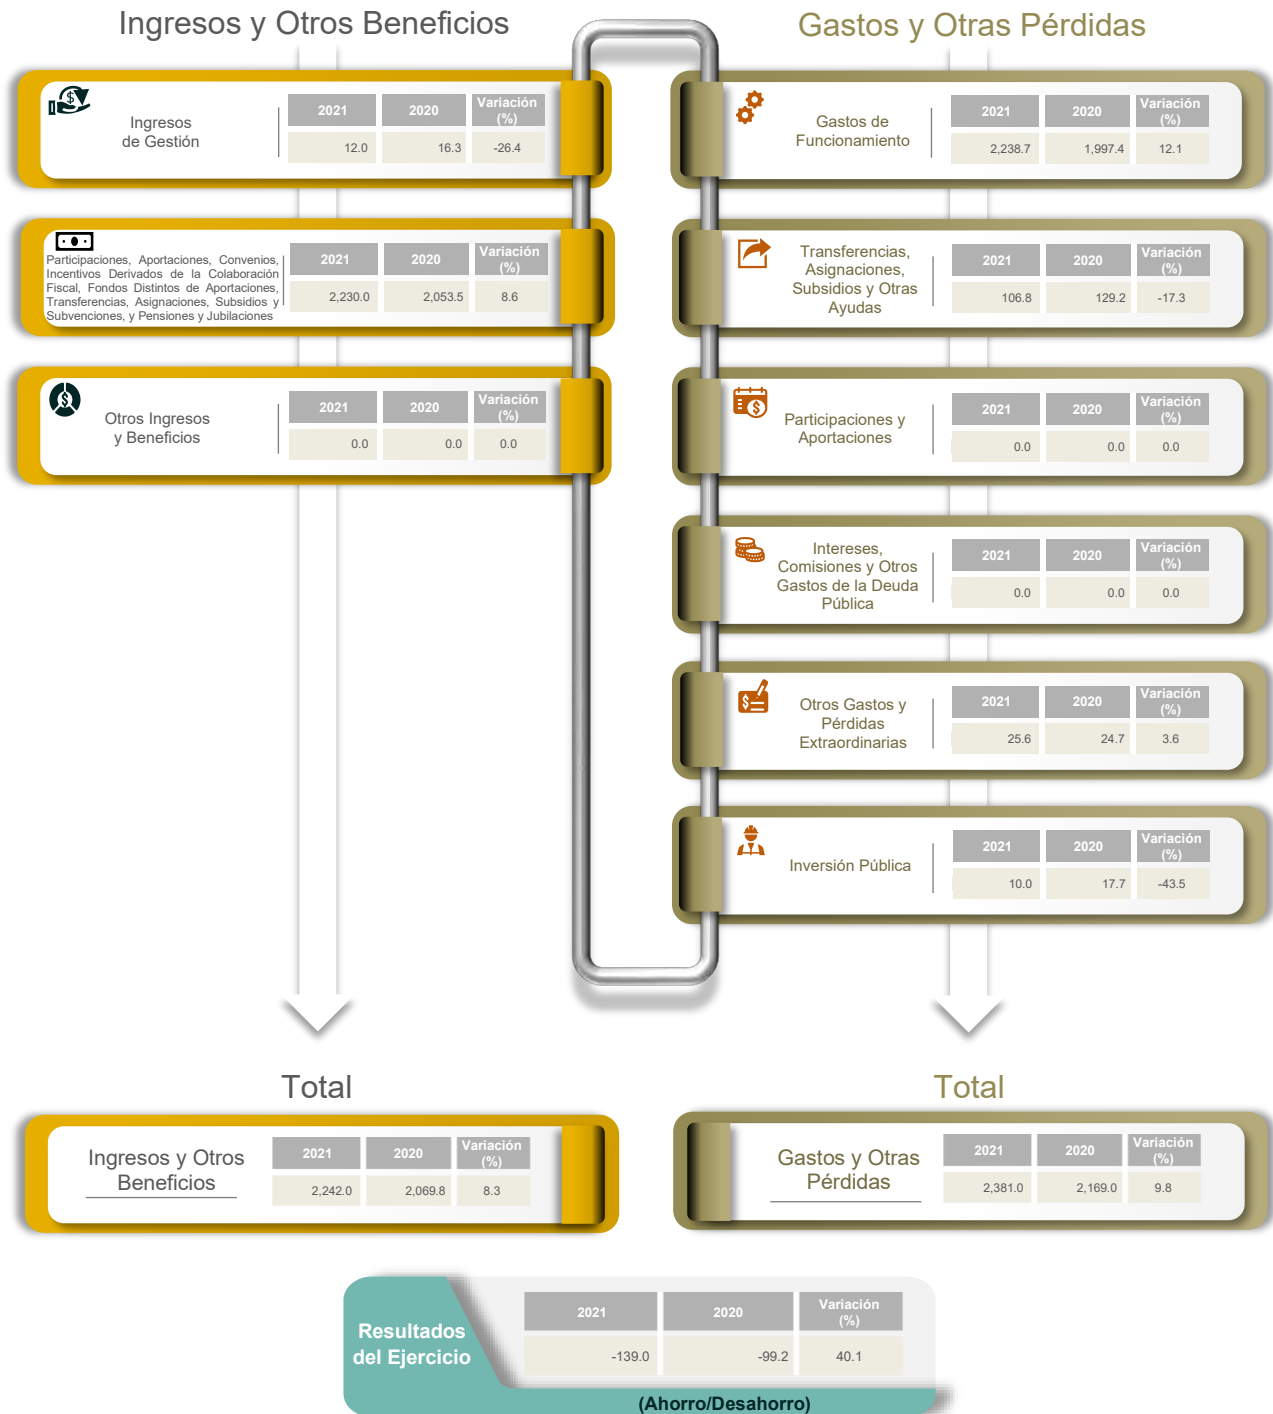 Ingresos y Otros Beneficios
Ingresos
de Gestión
2021 2020 Variación
(%)
12.0 16.3 -26.4
Participaciones, Aportaciones, Convenios,
Incentivos Derivados de la Colaboración
Fiscal, Fondos Distintos de Aportaciones,
Transferencias, Asignaciones, Subsidios y
Subvenciones, y Pensiones y Jubilaciones
2021 2020 Variación
(%)
2,230.0 2,053.5 8.6
Otros Ingresos
y Beneficios
2021 2020 Variación
(%)
0.0 0.0 0.0
Total
Ingresos y Otros
Beneficios
2021 2020 Variación
(%)
2,242.0 2,069.8 8.3
Gastos y Otras Pérdidas
Gastos de
Funcionamiento
2021 2020 Variación
(%)
2,238.7 1,997.4 12.1
Transferencias,
Asignaciones,
Subsidios y Otras
Ayudas
2021 2020 Variación
(%)
106.8 129.2 -17.3
Participaciones y
Aportaciones
2021 2020 Variación
(%)
0.0 0.0 0.0
Intereses,
Comisiones y Otros
Gastos de la Deuda
Pública
2021 2020 Variación
(%)
0.0 0.0 0.0
Otros Gastos y
Pérdidas
Extraordinarias
2021 2020 Variación
(%)
25.6 24.7 3.6
Inversión Pública
2021 2020 Variación
(%)
10.0 17.7 -43.5
Total
Gastos y Otras
Pérdidas
2021 2020 Variación
(%)
2,381.0 2,169.0 9.8
Resultados
del Ejercicio
2021 2020 Variación
(%)
-139.0 -99.2 40.1
(Ahorro/Desahorro)